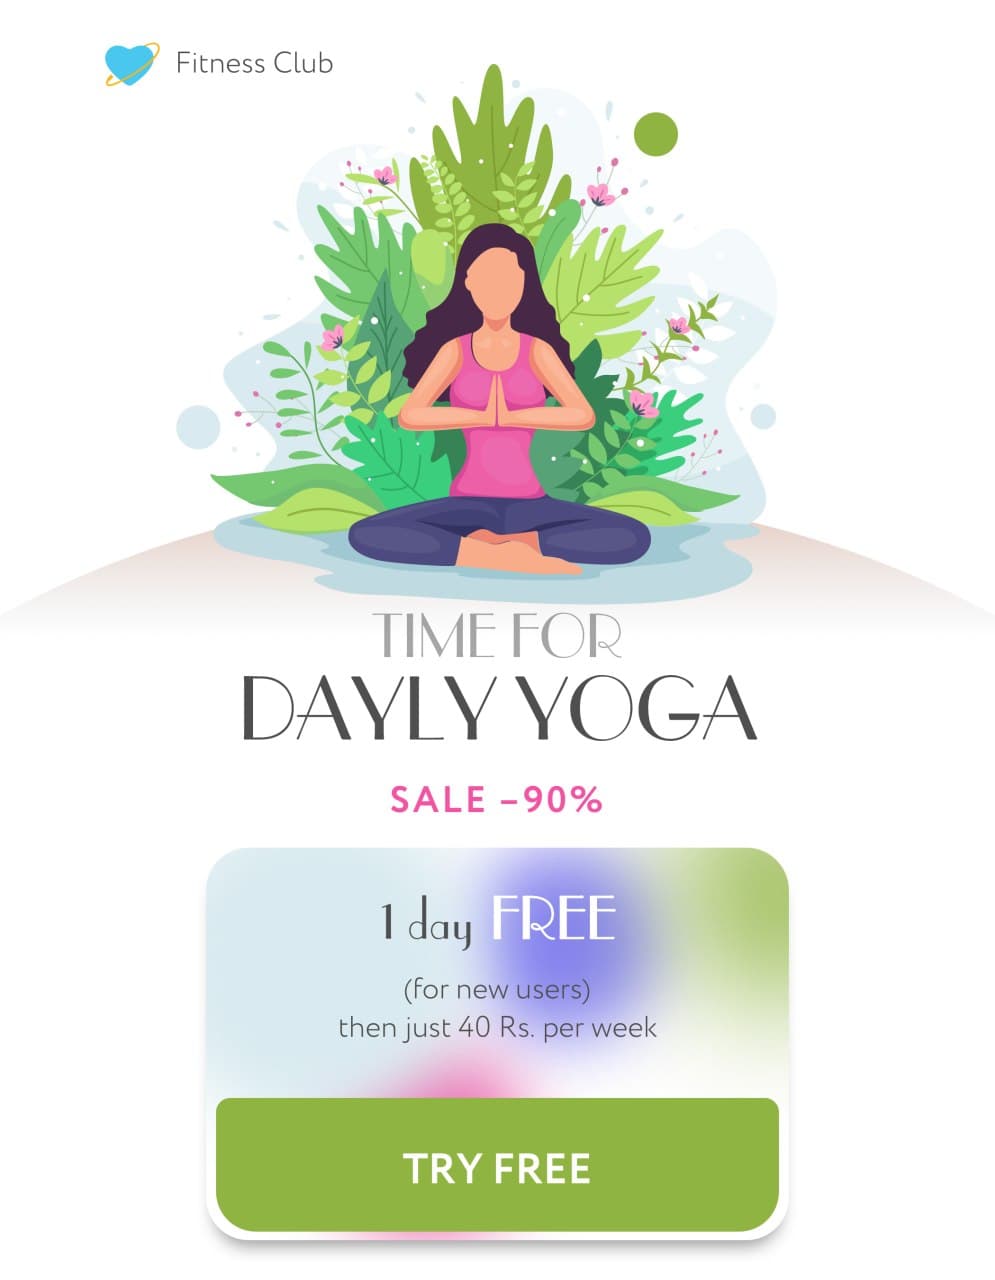 Fitness Club
TIME FOR
DAYLY YOGA
SALE –90%
1 day FREE
(for new users)
then just 40 Rs. per week
TRY FREE